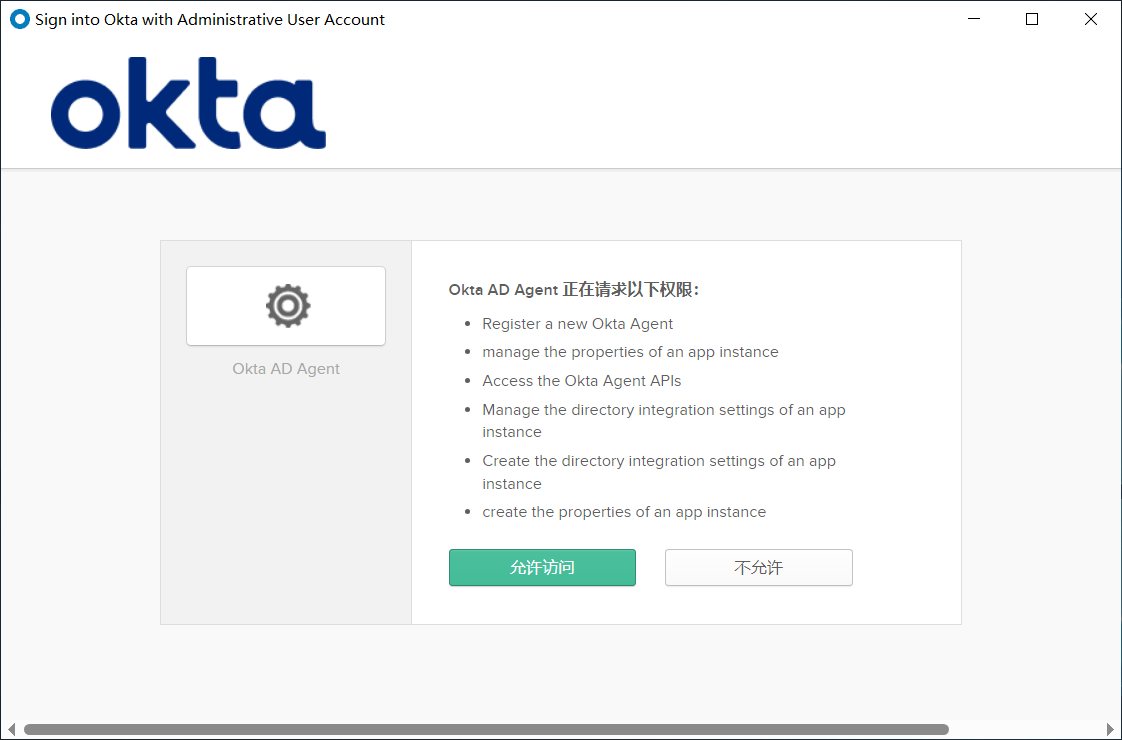 Sign into Okta with Administrative User Account
okta
Okta AD Agent
Okta AD Agent 正在请求以下权限：
Register a new Okta Agent
manage the properties of an app instance
Access the Okta Agent APIs
Manage the directory integration settings of an app
instance
Create the directory integration settings of an app
instance
create the properties of an app instance
允许访问
不允许